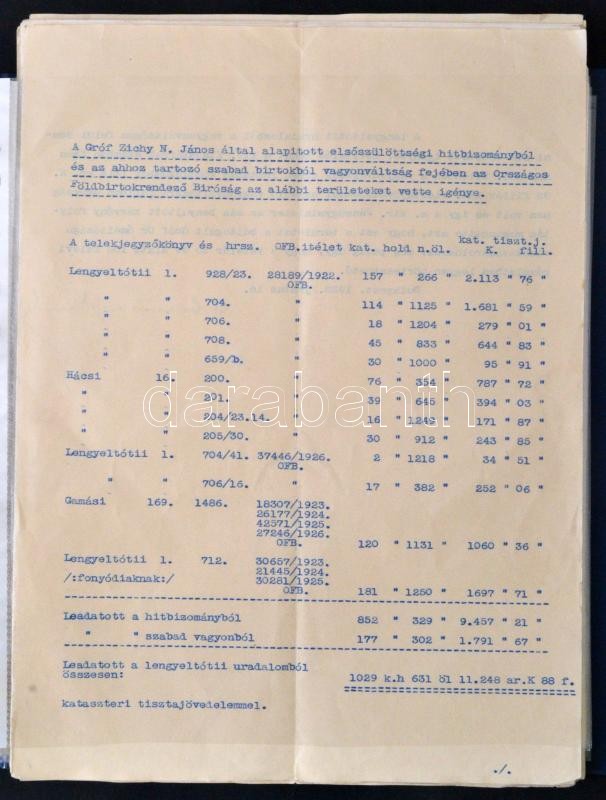 A Gróf Zichy N. János által alapitott elsőszülöttségi hitbizományból
és az ahhoz tartozó szabad birtokból vagyonváltság fejében az Országos
Földbirtokrendező Biróság az alábbi területeket vette igénye.
A telekjegyzőkönyv és hrsz. OFB.itélet kat. hold n.öl. kat. tiszt.j. K. fill.
Lengyeltótii 1. 928/23. 28189/1922. 157 " 266 " 2.113 " 76 "
OFB.
" " 704. " 114 " 1125 " 1.681 " 59 "
" " 706. " 18 " 1204 " 279 " 01 "
" " 708. " 45 " 833 " 644 " 83 "
" " 659/b. " 30 " 1000 " 95 " 91 "
Hácsi 16. 200. " 76 " 354 " 787 " 72 "
" " 201. " 39 " 645 " 394 " 03 "
" " 204/23.14. " 16 " 1249 " 171 " 87 "
" " 205/30. " 30 " 912 " 243 " 85 "
Lengyeltótii 1. 704/41. 37446/1926. 2 " 1218 " 34 " 51 "
OFB.
" " 706/16. " 17 " 382 " 252 " 06 "
Gamási 169. 1486. 18307/1923.
26177/1924.
42571/1925.
27246/1926.
OFB. 120 " 1131 " 1060 " 36 "
Lengyeltótii 1. 712. 30657/1923.
21445/1924.
/:fonyódiaknak:/ 30281/1925.
OFB. 181 " 1250 " 1697 " 71 "
Leadatott a hitbizományból 852 " 329 " 9.457 " 21 "
" " szabad vagyonból 177 " 302 " 1.791 " 67 "
Leadatott a lengyeltótii uradalomból
összesen: 1029 k.h 631 öl 11.248 ar.K 88 f.
kataszteri tisztajövedelemmel.
./.
darabanth